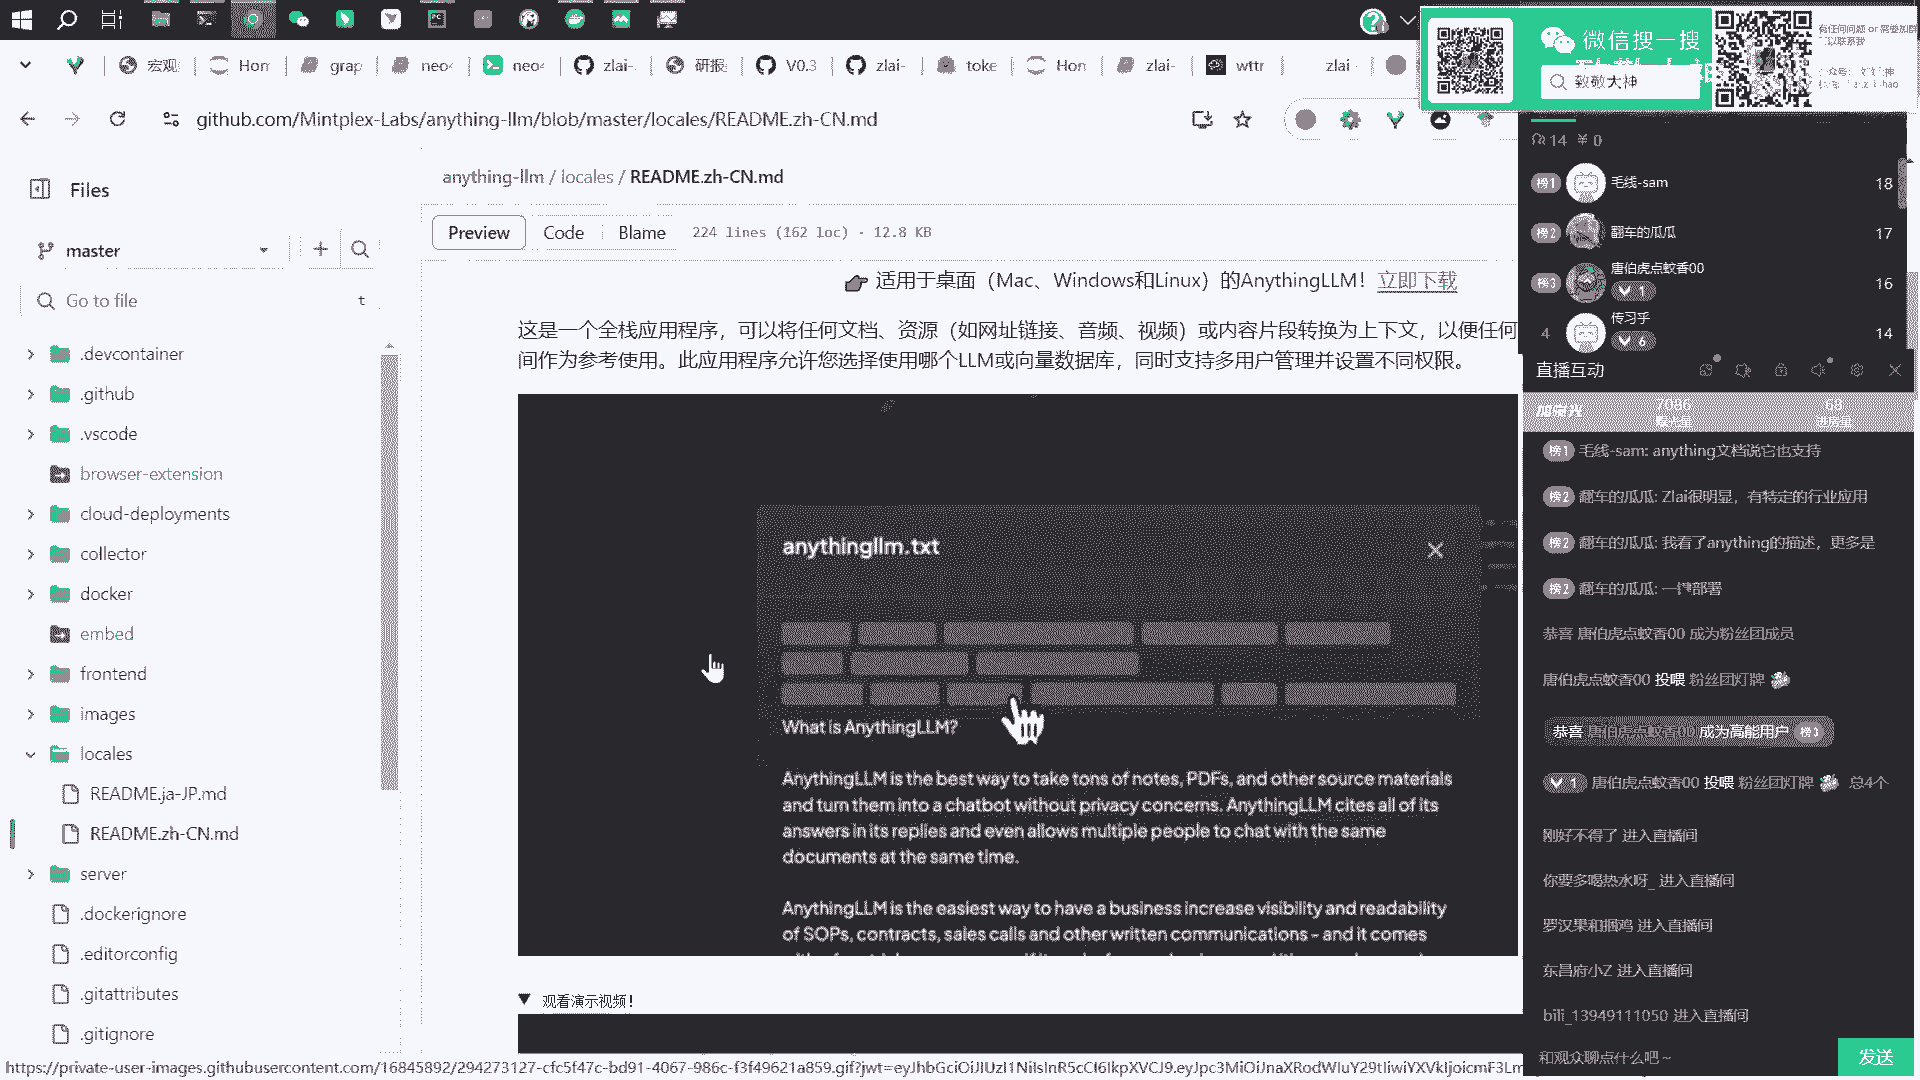 宏观
Hom
grap
neo4
neo4
zlai-
研报
V0.3
zlai-
toke
Hom
zlai-
wttr
zlai
微信搜一搜
致敬大神
github.com/Mintplex-Labs/anything-llm/blob/master/locales/README.zh-CN.md
Files
master
Go to file
t
.devcontainer
.github
.vscode
browser-extension
cloud-deployments
collector
docker
embed
frontend
images
locales
README.ja-JP.md
README.zh-CN.md
server
.dockerignore
.editorconfig
.gitattributes
.gitignore
anything-llm / locales / README.zh-CN.md
Preview
Code
Blame
224 lines (162 loc) · 12.8 KB
适用于桌面（Mac、Windows和Linux）的AnythingLLM！立即下载
这是一个全栈应用程序，可以将任何文档、资源（如网址链接、音频、视频）或内容片段转换为上下文，以便任何
间作为参考使用。此应用程序允许您选择使用哪个LLM或向量数据库，同时支持多用户管理并设置不同权限。
anythingllm.txt
What is AnythingLLM?
AnythingLLM is the best way to take tons of notes, PDFs, and other source materials
and turn them into a chatbot without privacy concerns. AnythingLLM cites all of its
answers in its replies and even allows multiple people to chat with the same
documents at the same time.
AnythingLLM is the easiest way to have a business increase visibility and readability
of SOPs, contracts, sales calls and other written communications - and it comes
观看演示视频！
14 ¥ 0
榜1 毛线-sam 18
榜2 翻车的瓜瓜 17
榜3 唐伯虎点蚊香00 16
1
4 传习乎 14
6
直播互动
7086
68
榜1 毛线-sam: anything文档说它也支持
榜2 翻车的瓜瓜: Zlai很明显，有特定的行业应用
榜2 翻车的瓜瓜: 我看了anything的描述，更多是
榜2 翻车的瓜瓜: 一键部署
恭喜 唐伯虎点蚊香00 成为粉丝团成员
唐伯虎点蚊香00 投喂 粉丝团灯牌
恭喜 唐伯虎点蚊香00 成为高能用户 榜3
1 唐伯虎点蚊香00 投喂 粉丝团灯牌 总4个
刚好不得了 进入直播间
你要多喝热水呀_ 进入直播间
罗汉果和捆鸡 进入直播间
东昌府小Z 进入直播间
bili_13949111050 进入直播间
和观众聊点什么吧～
发送